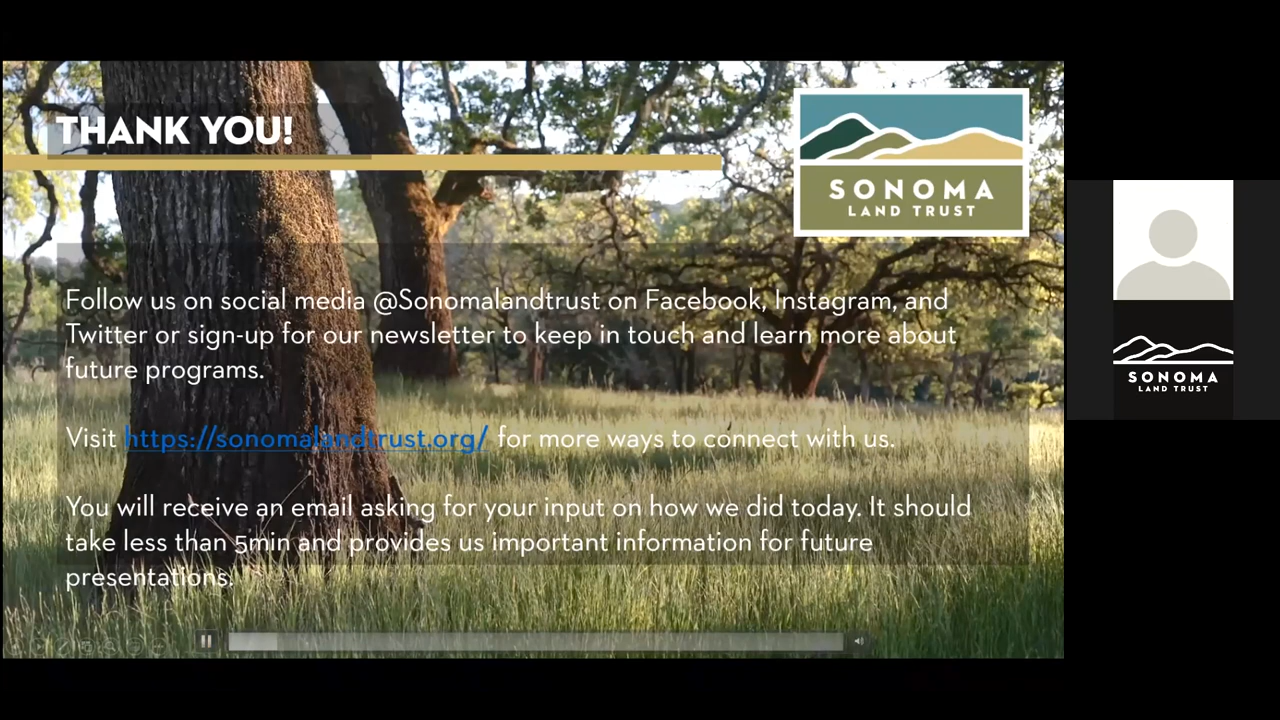 THANK YOU!
SONOMA
LAND TRUST
Follow us on social media @Sonomalandtrust on Facebook, Instagram, and
Twitter or sign-up for our newsletter to keep in touch and learn more about
future programs.
Visit https://sonomalandtrust.org/ for more ways to connect with us.
You will receive an email asking for your input on how we did today. It should
take less than 5min and provides us important information for future
presentations.
SONOMA
LAND TRUST